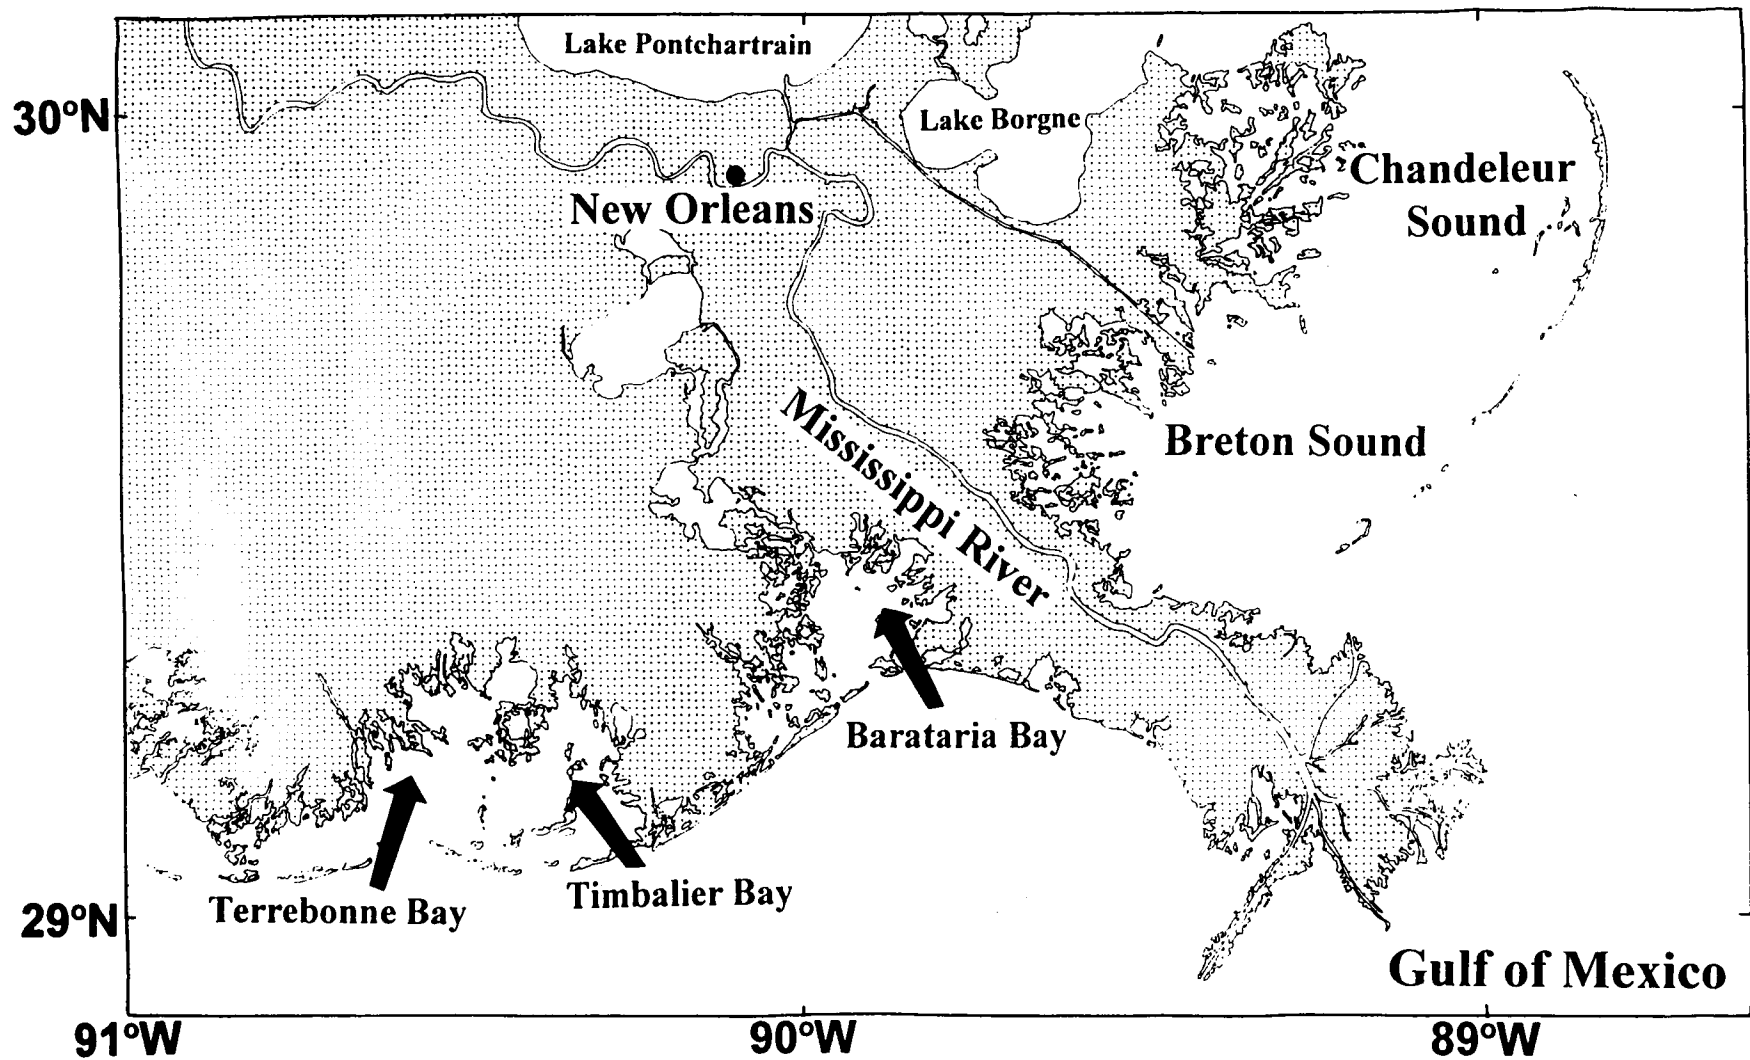 Lake Pontchartrain
30°N
Lake Borgne
Chandeleur
Sound
New Orleans
Mississippi River
Breton Sound
Barataria Bay
Terrebonne Bay
Timbalier Bay
29°N
Gulf of Mexico
91°W
90°W
89°W